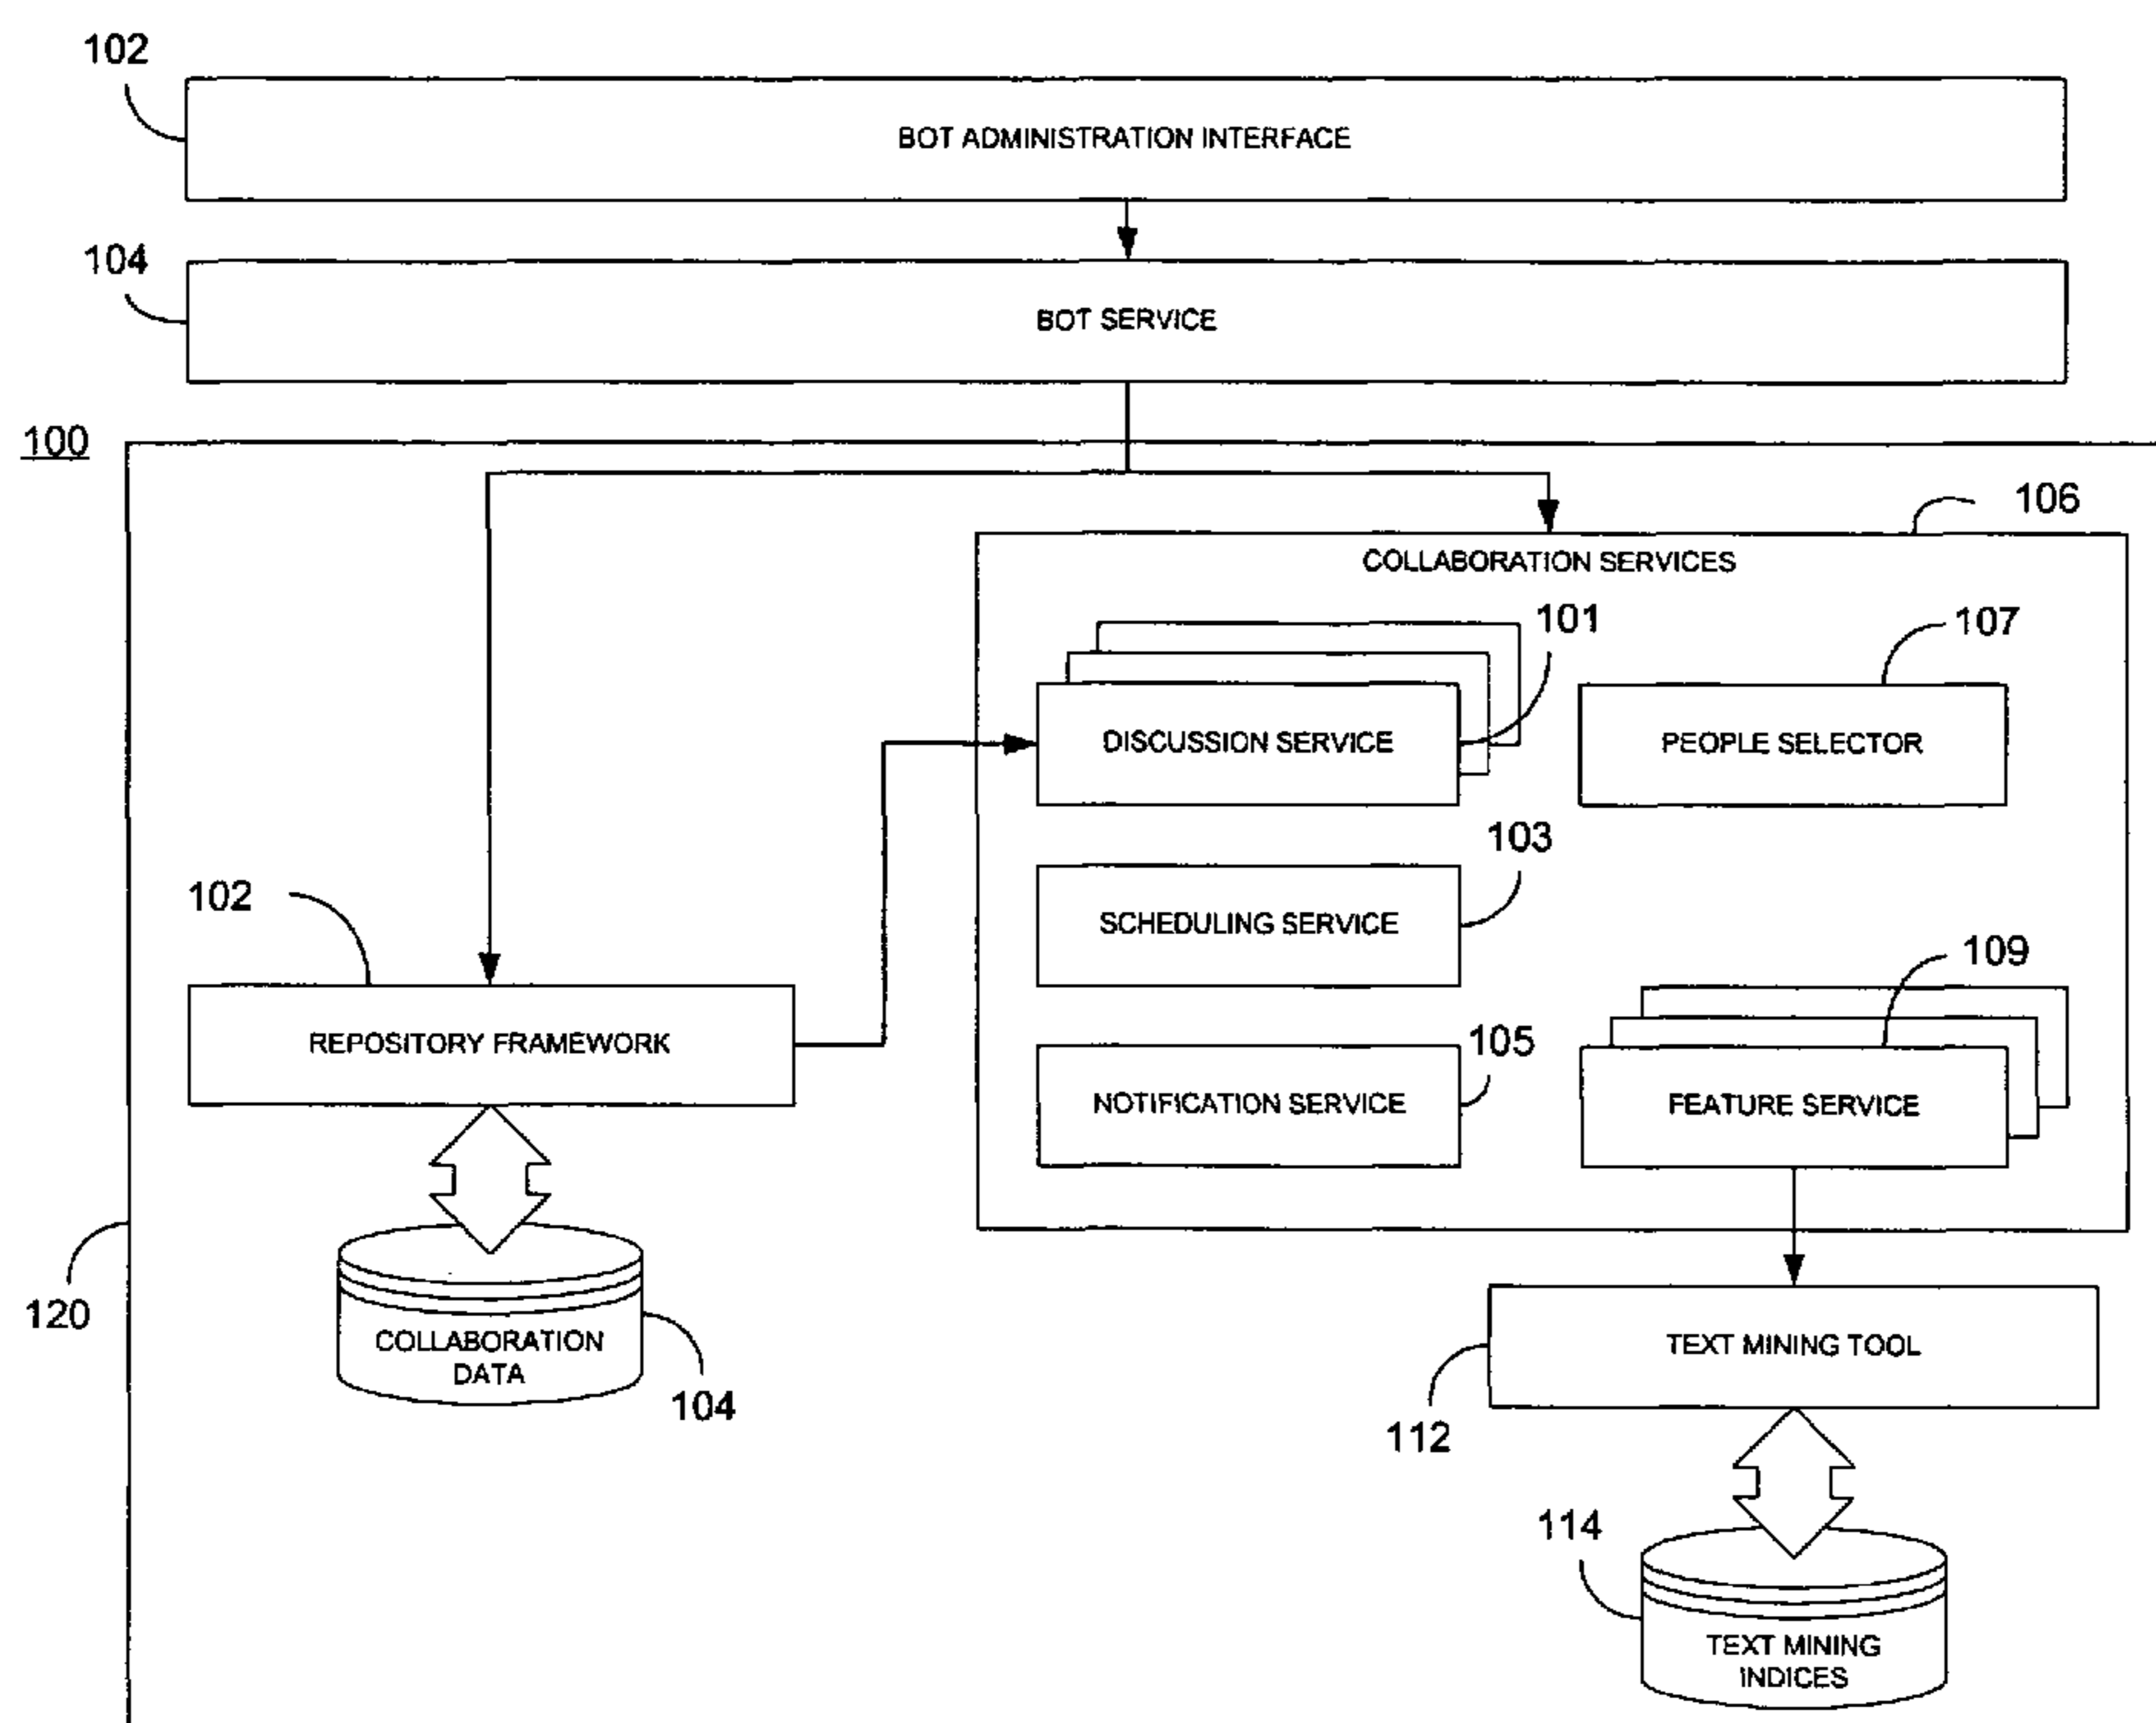 102
BOT ADMINISTRATION INTERFACE
104
BOT SERVICE
100
106
COLLABORATION SERVICES
101
107
DISCUSSION SERVICE
PEOPLE SELECTOR
103
102
SCHEDULING SERVICE
109
REPOSITORY FRAMEWORK
105
NOTIFICATION SERVICE
FEATURE SERVICE
120
COLLABORATION
DATA
104
TEXT MINING TOOL
112
114
TEXT MINING
INDICES